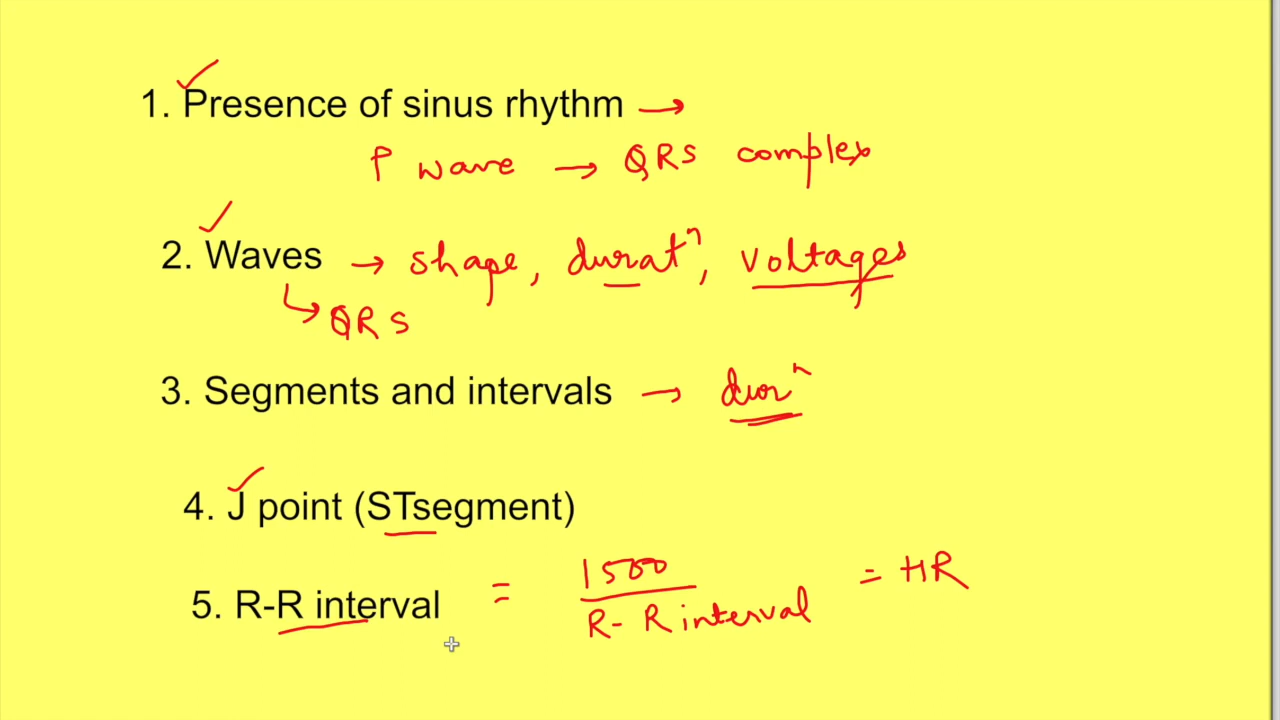 1. Presence of sinus rhythm →
P wave → QRS complex
2. Waves → shape, duratⁿ, voltages
↳ QRS
3. Segments and intervals → durⁿ
4. J point (STsegment)
5. R-R interval = 1500 = HR
R-R interval